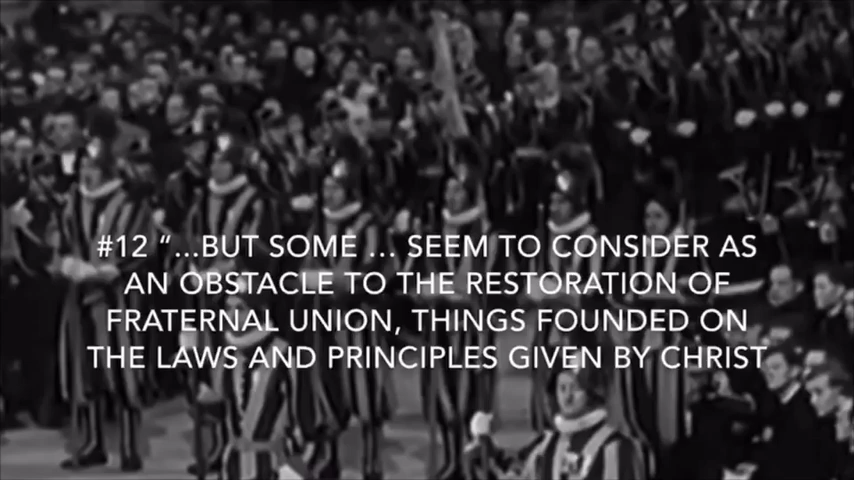 #12 “...BUT SOME ... SEEM TO CONSIDER AS
AN OBSTACLE TO THE RESTORATION OF
FRATERNAL UNION, THINGS FOUNDED ON
THE LAWS AND PRINCIPLES GIVEN BY CHRIST